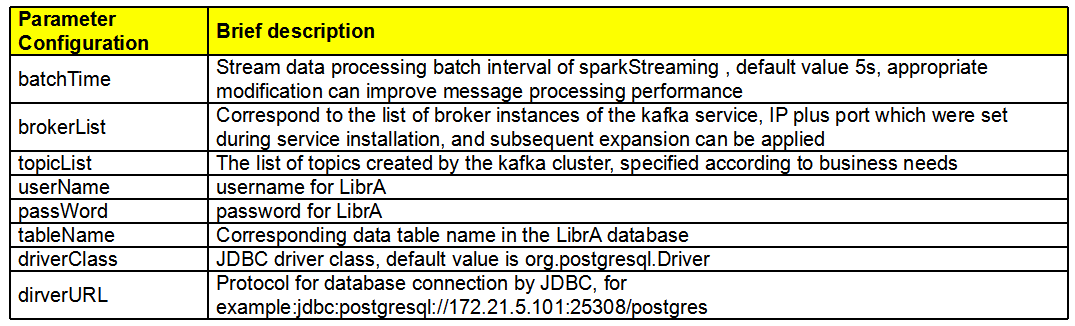 Parameter
Configuration
Brief description
batchTime
Stream data processing batch interval of sparkStreaming , default value 5s, appropriate
modification can improve message processing performance
brokerList
Correspond to the list of broker instances of the kafka service, IP plus port which were set
during service installation, and subsequent expansion can be applied
topicList
The list of topics created by the kafka cluster, specified according to business needs
userName
username for LibrA
passWord
password for LibrA
tableName
Corresponding data table name in the LibrA database
driverClass
JDBC driver class, default value is org.postgresql.Driver
dirverURL
Protocol for database connection by JDBC, for
example:jdbc:postgresql://172.21.5.101:25308/postgres